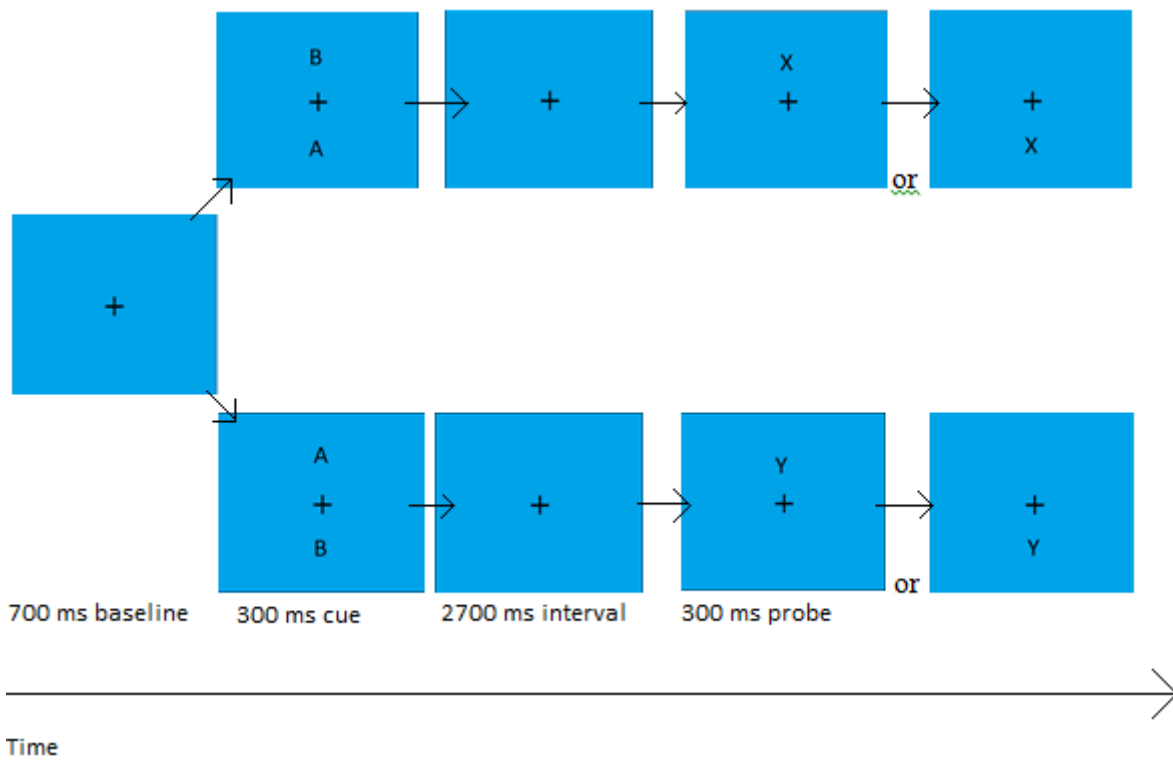 B
+
A
+
X
+
+
X
or
+
A
+
B
+
Y
+
+
Y
or
700 ms baseline
300 ms cue
2700 ms interval
300 ms probe
Time